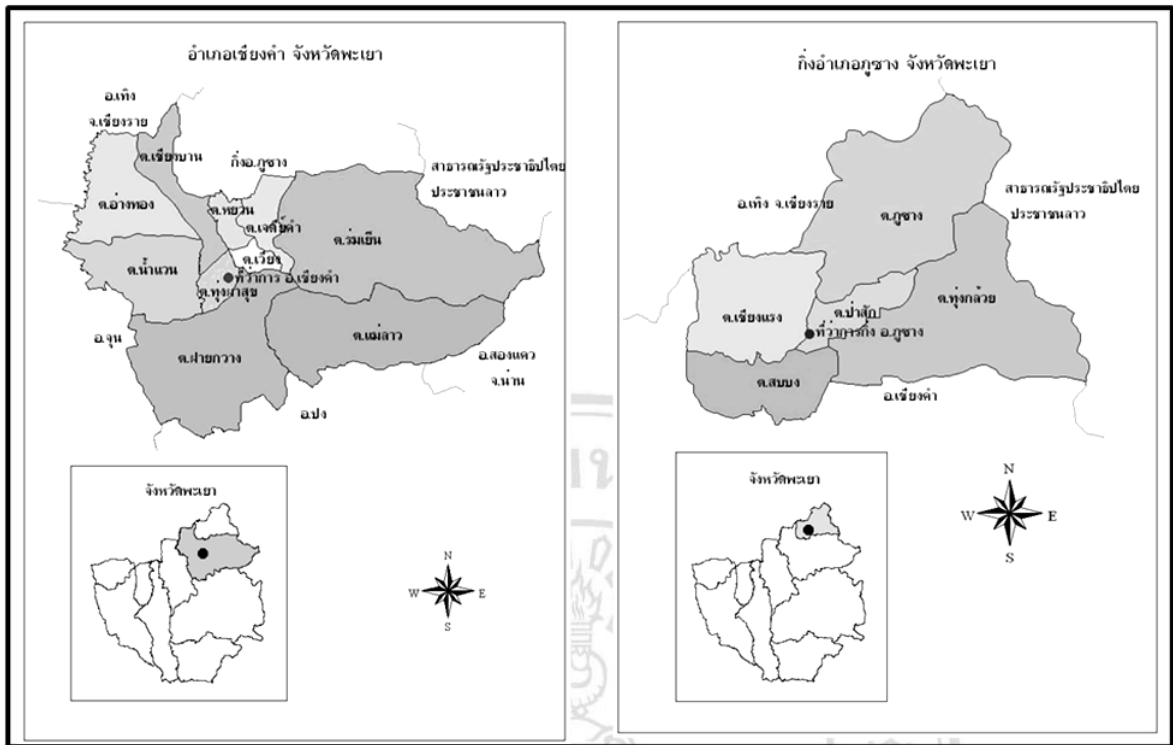 อำเภอเชียงคำ จังหวัดพะเยา
อ.เทิง
จ.เชียงราย
ต.เชียงบาน
กิ่งอ.ภูซาง
สาธารณรัฐประชาธิปไตย
ประชาชนลาว
ต.อ่างทอง
ต.หยวน
ต.เจดีย์คำ
ต.ร่มเย็น
ต.เวียง
ต.น้ำแวน
ที่ว่าการ อ.เชียงคำ
ต.ทุ่งผาสุข
อ.จุน
ต.แม่ลาว
ต.ฝายกวาง
อ.สองแคว
จ.น่าน
อ.ปง
จังหวัดพะเยา
N
W
E
S
กิ่งอำเภอภูซาง จังหวัดพะเยา
สาธารณรัฐประชาธิปไตย
ประชาชนลาว
อ.เทิง จ.เชียงราย
ต.ภูซาง
ต.ทุ่งกล้วย
ต.ป่าสัก
ต.เชียงแรง
ที่ว่าการกิ่ง อ.ภูซาง
ต.สบบง
อ.เชียงคำ
จังหวัดพะเยา
N
W
E
S